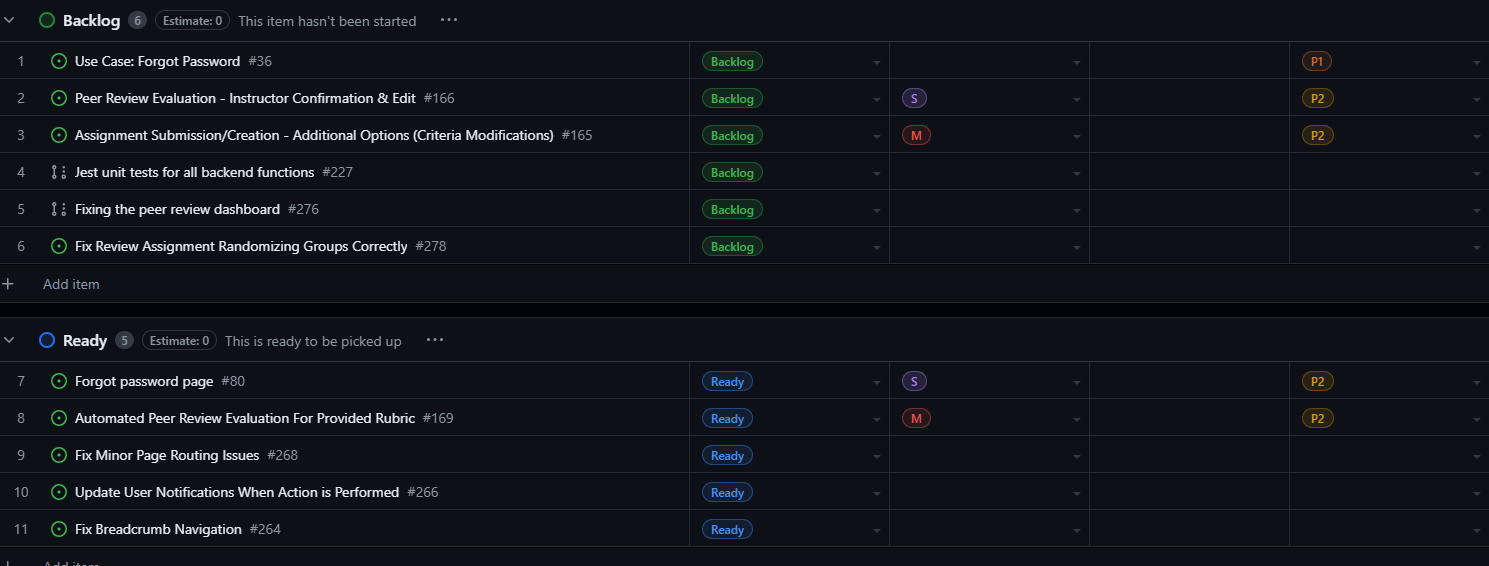 Backlog 6 Estimate: 0 This item hasn't been started ...
1 Use Case: Forgot Password #36 Backlog P1
2 Peer Review Evaluation - Instructor Confirmation & Edit #166 Backlog S P2
3 Assignment Submission/Creation - Additional Options (Criteria Modifications) #165 Backlog M P2
4 Jest unit tests for all backend functions #227 Backlog
5 Fixing the peer review dashboard #276 Backlog
6 Fix Review Assignment Randomizing Groups Correctly #278 Backlog
+ Add item
Ready 5 Estimate: 0 This is ready to be picked up ...
7 Forgot password page #80 Ready S P2
8 Automated Peer Review Evaluation For Provided Rubric #169 Ready M P2
9 Fix Minor Page Routing Issues #268 Ready
10 Update User Notifications When Action is Performed #266 Ready
11 Fix Breadcrumb Navigation #264 Ready
Add item